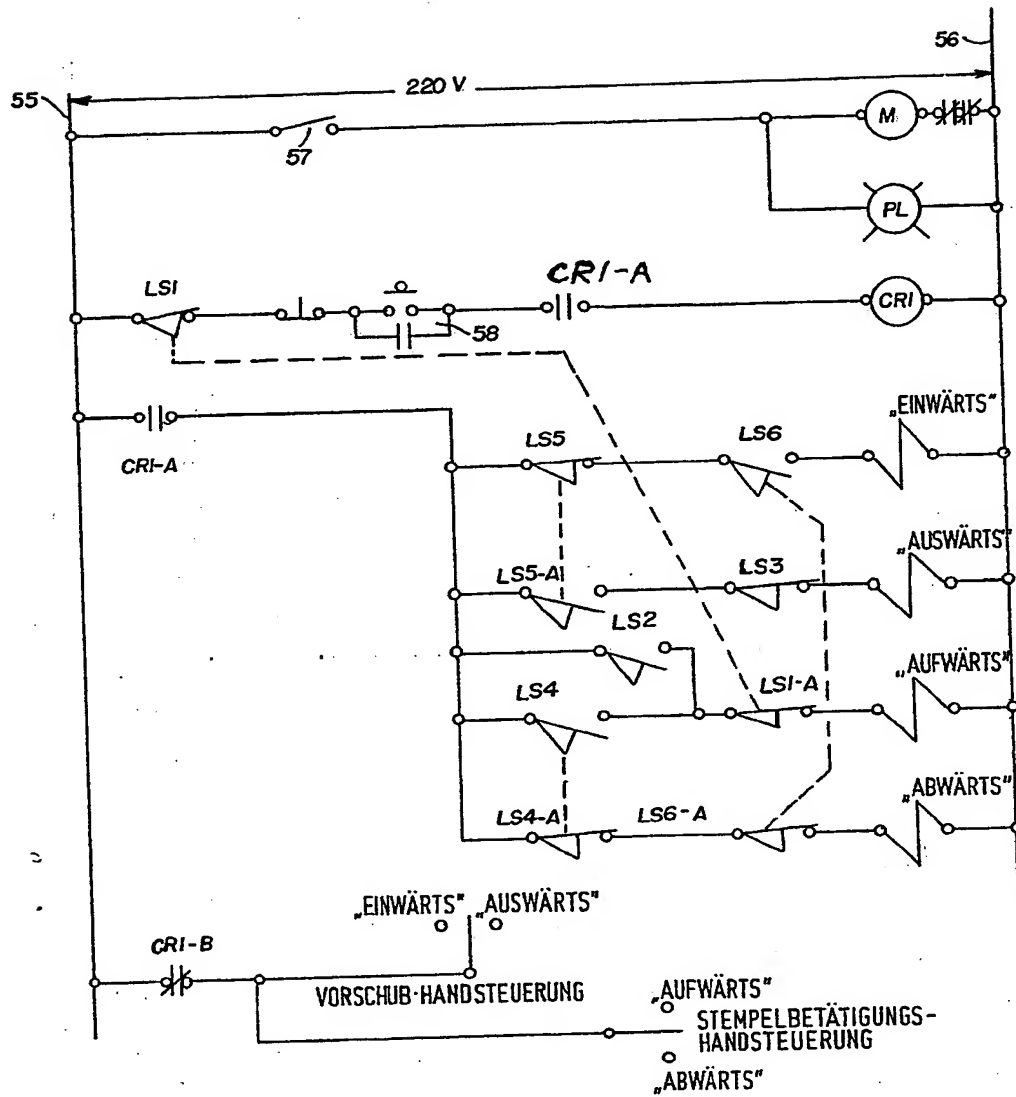 56
220 V.
55
57
M
PL
LS1
CR1-A
58
CR1
CR1-A
LS5
LS6
„EINWÄRTS"
LS5-A
LS3
„AUSWÄRTS"
LS2
LS4
LS1-A
„AUFWÄRTS"
LS4-A
LS6-A
„ABWÄRTS"
„EINWÄRTS" „AUSWÄRTS"
CR1-B
VORSCHUB-HANDSTEUERUNG
„AUFWÄRTS"
STEMPELBETÄTIGUNGS-
HANDSTEUERUNG
„ABWÄRTS"